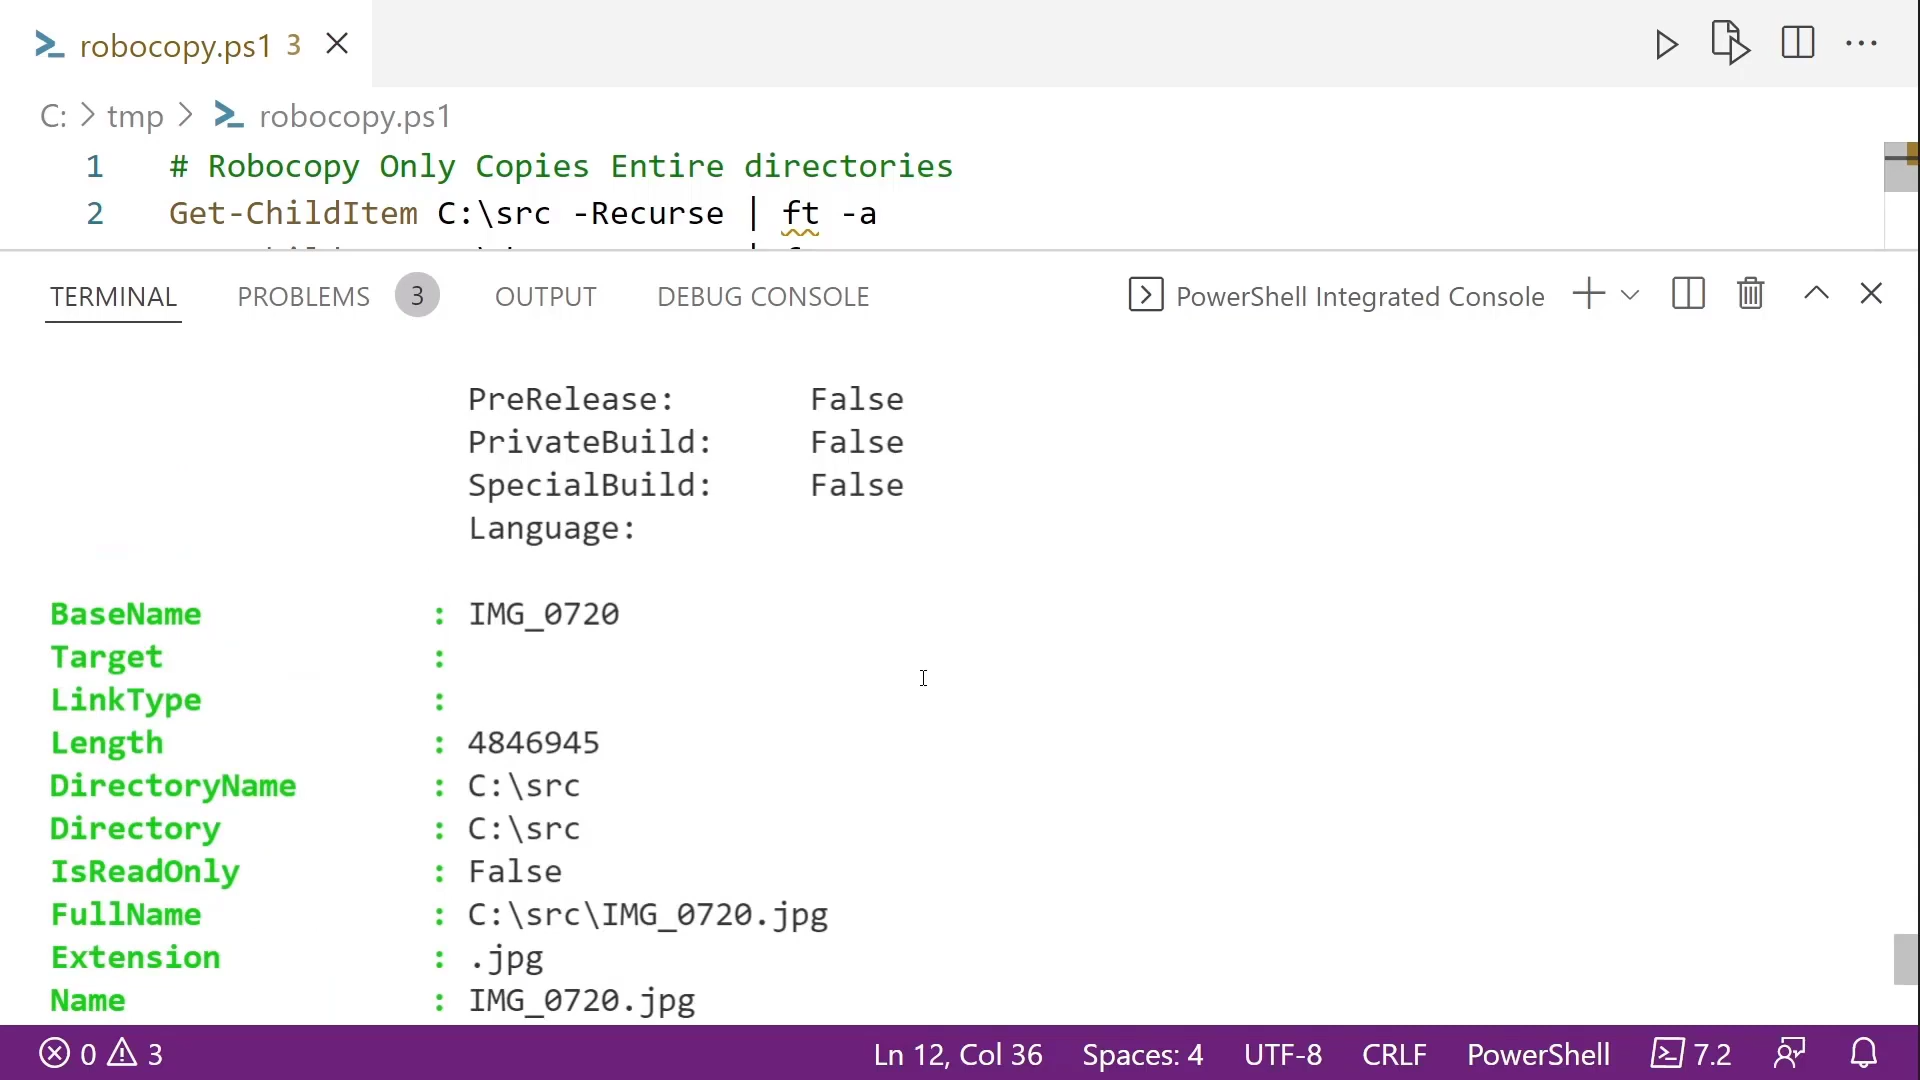 robocopy.ps1 3
C: > tmp > robocopy.ps1
1 # Robocopy Only Copies Entire directories
2 Get-ChildItem C:\src -Recurse | ft -a
TERMINAL PROBLEMS 3 OUTPUT DEBUG CONSOLE PowerShell Integrated Console
PreRelease: False
PrivateBuild: False
SpecialBuild: False
Language:
BaseName : IMG_0720
Target :
LinkType :
Length : 4846945
DirectoryName : C:\src
Directory : C:\src
IsReadOnly : False
FullName : C:\src\IMG_0720.jpg
Extension : .jpg
Name : IMG_0720.jpg
0 3 Ln 12, Col 36 Spaces: 4 UTF-8 CRLF PowerShell 7.2